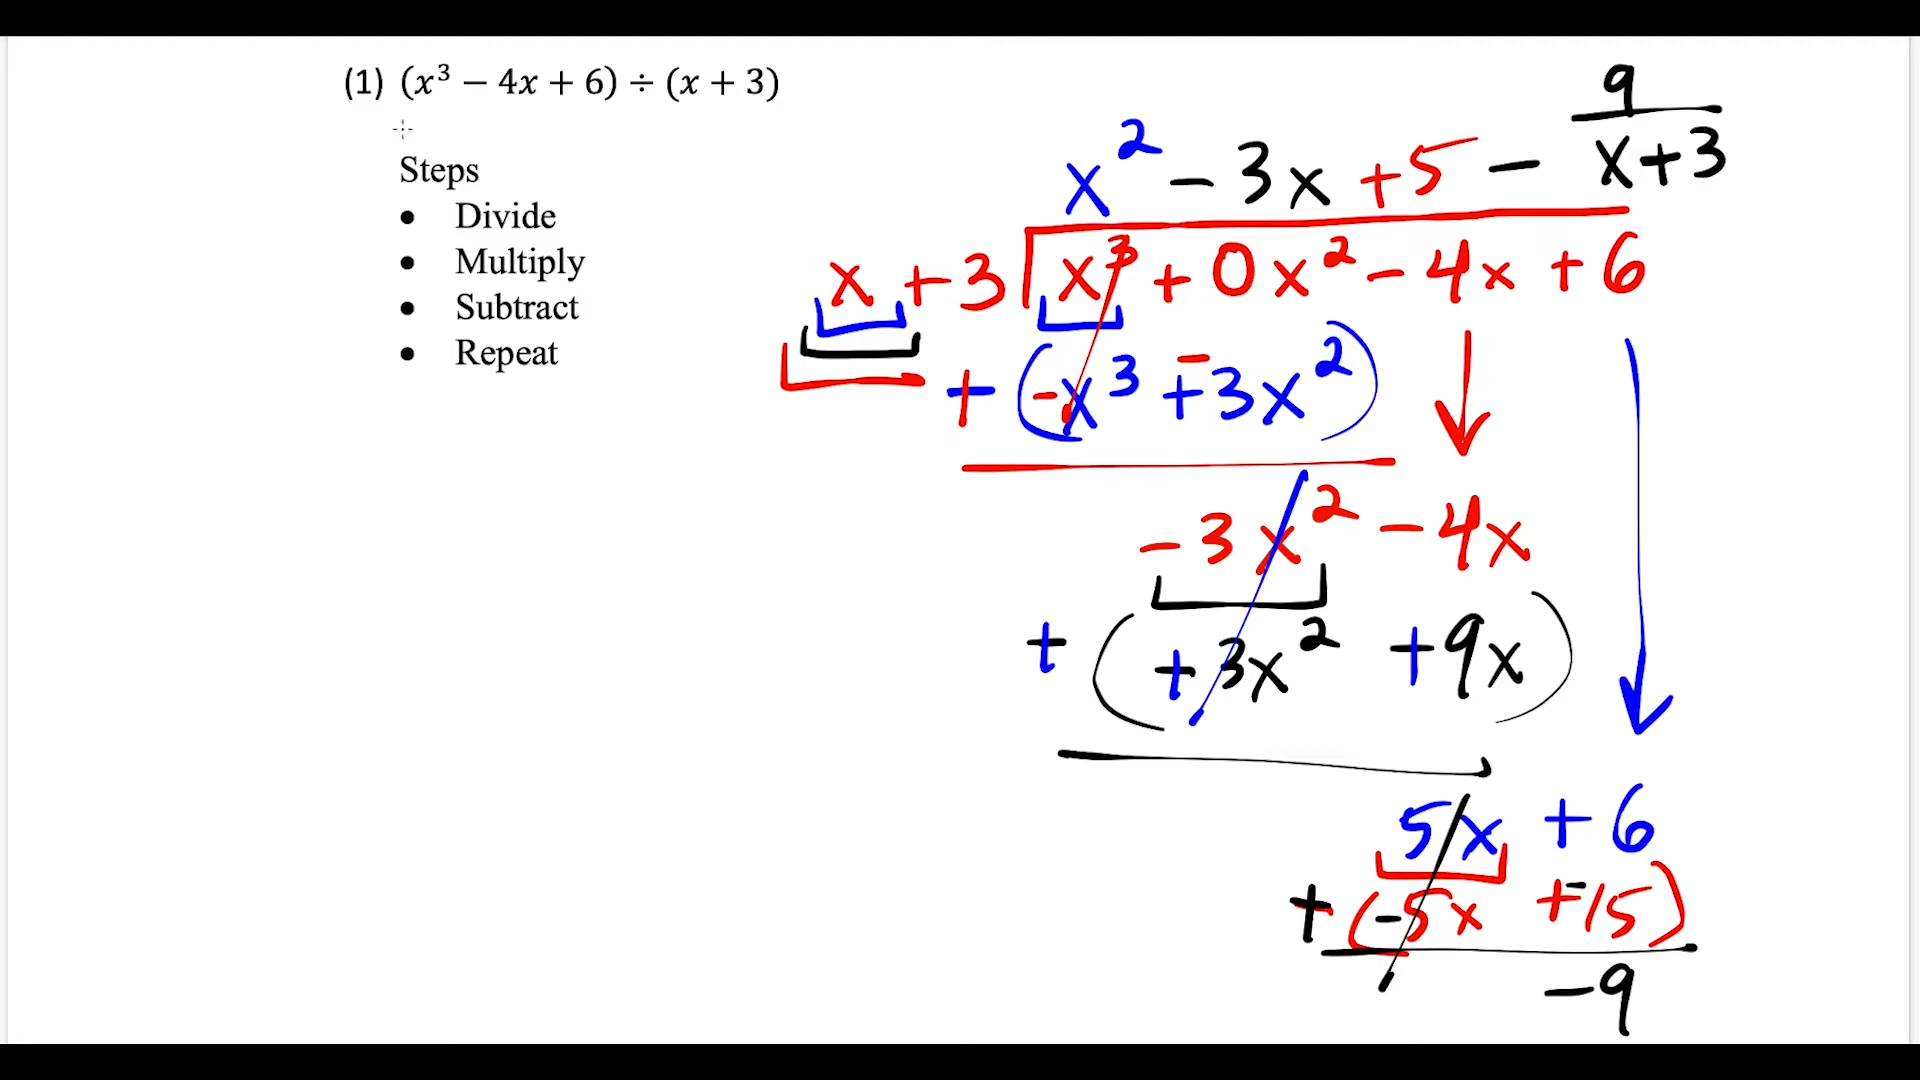 (1) (x³ − 4x + 6) ÷ (x + 3)
Steps
• Divide
• Multiply
• Subtract
• Repeat
x² − 3x + 5 − 9/(x+3)
x + 3 x³ + 0x² − 4x + 6
+ (-x³ +- 3x²)
− 3x² − 4x
+ (+3x² + 9x)
5x + 6
+ (-5x +- 15)
−9